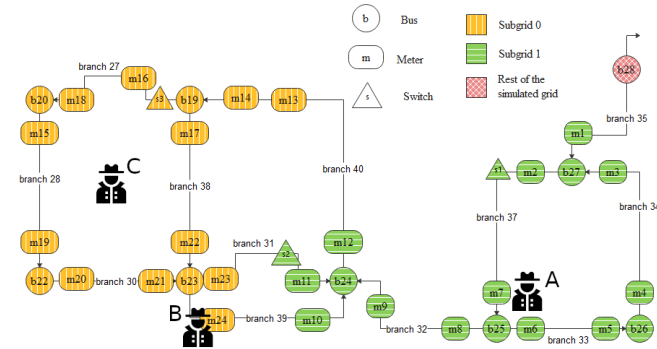 b Bus
m Meter
s Switch
Subgrid 0
Subgrid 1
Rest of the
simulated grid
b28
branch 35
branch 27
m16
b20
m18
s3
b19
m14
m13
m15
m17
C
branch 28
branch 38
branch 40
m1
s1
m2
b27
m3
branch 34
branch 37
m19
m22
branch 31
s2
m12
b22
m20
branch 30
m21
b23
m23
m11
b24
A
m7
m4
m9
B
m24
branch 39
m10
branch 32
m8
b25
m6
m5
b26
branch 33